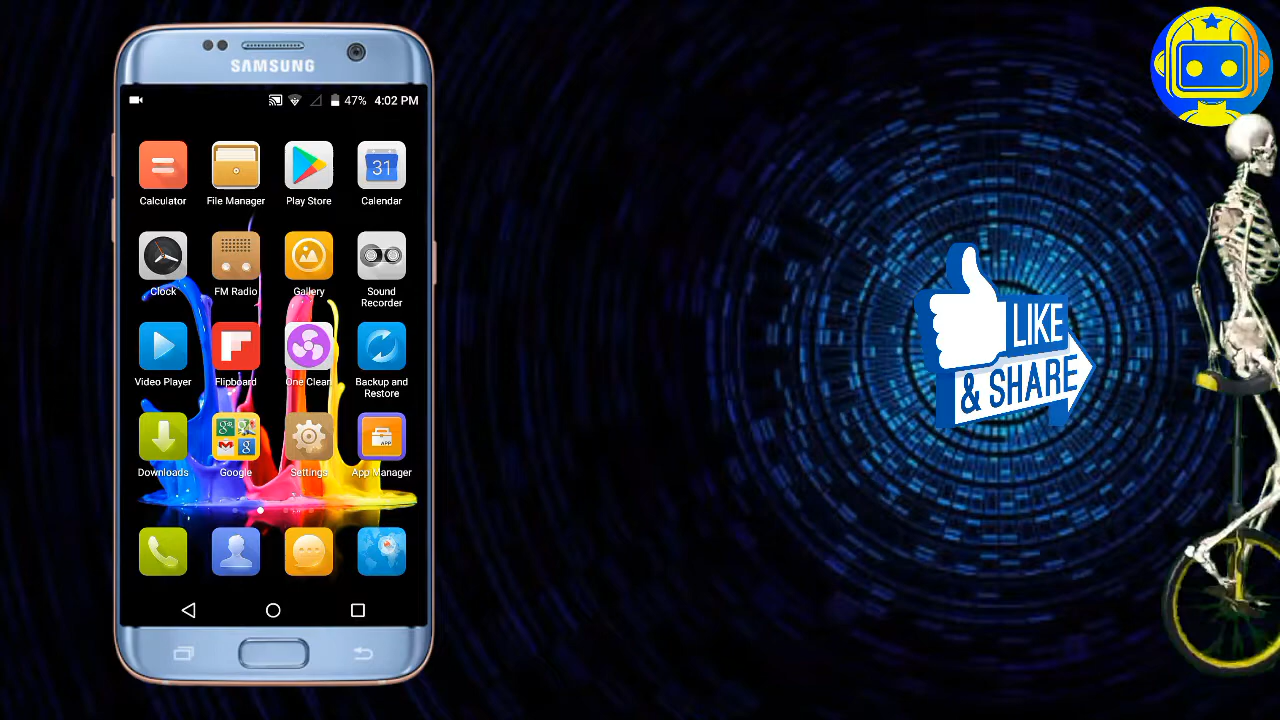 SAMSUNG
47% 4:02 PM
Calculator File Manager Play Store Calendar
31
Clock FM Radio Gallery Sound
Recorder
Video Player Flipboard One Clean Backup and
Restore
APP
Downloads Google Settings App Manager
LIKE
& SHARE